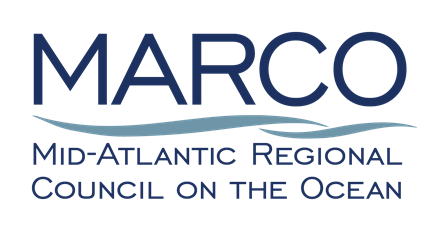 MARCO
Mid-Atlantic Regional
Council on the Ocean